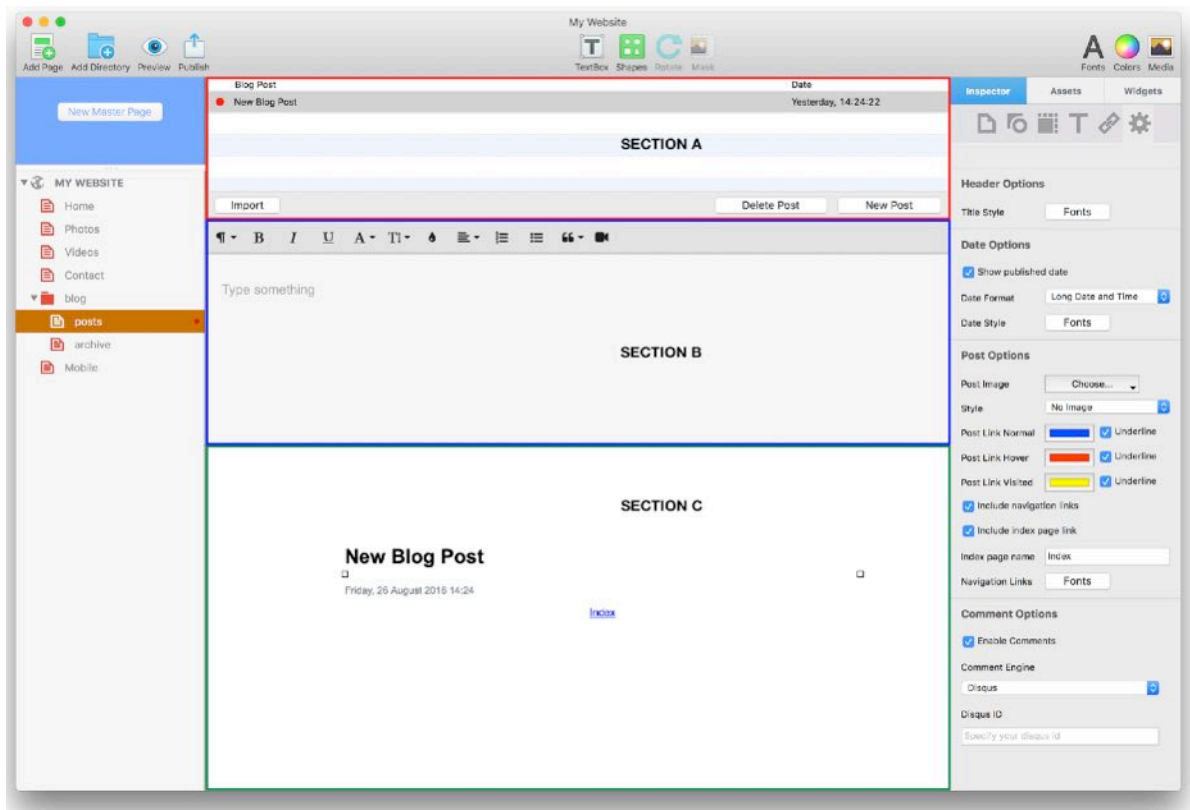 My Website
Add Page Add Directory Preview Publish
TextBox Shapes Rotate Mask
Fonts Colors Media
New Master Page
MY WEBSITE
Home
Photos
Videos
Contact
blog
posts
archive
Mobile
Blog Post Date
New Blog Post Yesterday, 14:24:22
SECTION A
Import Delete Post New Post
B I U A T
Type something
SECTION B
SECTION C
New Blog Post
Friday, 26 August 2016 14:24
Index
Inspector Assets Widgets
Header Options
Title Style Fonts
Date Options
Show published date
Date Format Long Date and Time
Date Style Fonts
Post Options
Post Image Choose...
Style No Image
Post Link Normal Underline
Post Link Hover Underline
Post Link Visited Underline
Include navigation links
Include index page link
Index page name Index
Navigation Links Fonts
Comment Options
Enable Comments
Comment Engine
Disqus
Disqus ID
Specify your disqus id